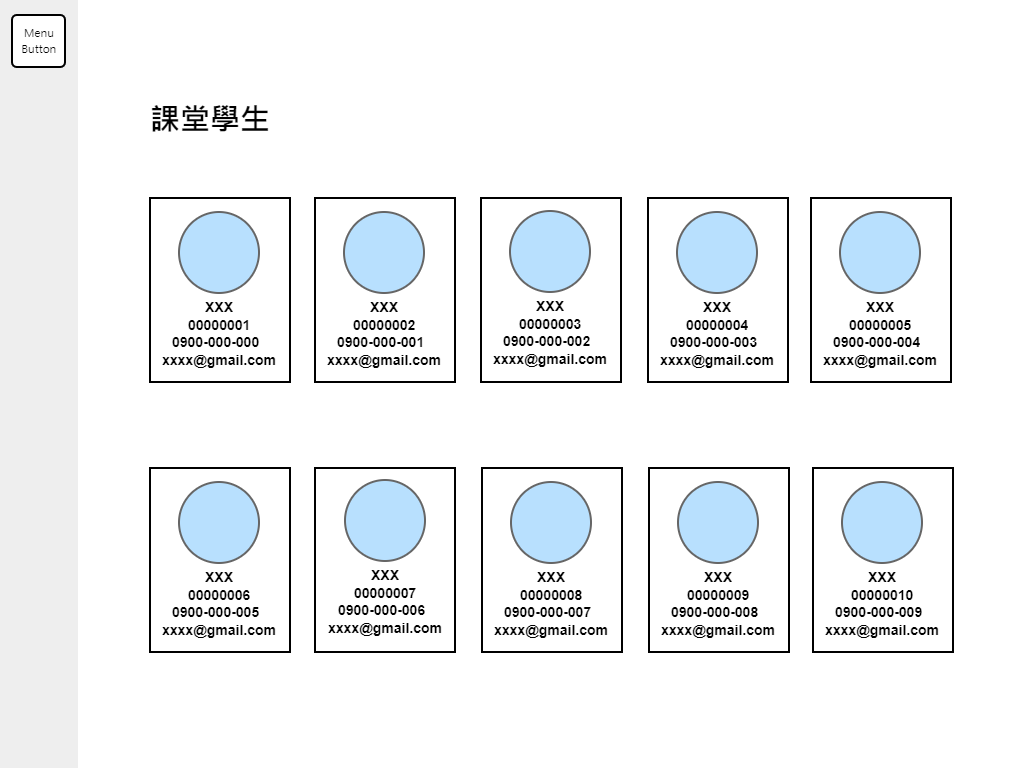 Menu
Button
課堂學生
XXX
00000001
0900-000-000
xxxx@gmail.com
XXX
00000002
0900-000-001
xxxx@gmail.com
XXX
00000003
0900-000-002
xxxx@gmail.com
XXX
00000004
0900-000-003
xxxx@gmail.com
XXX
00000005
0900-000-004
xxxx@gmail.com
XXX
00000006
0900-000-005
xxxx@gmail.com
XXX
00000007
0900-000-006
xxxx@gmail.com
XXX
00000008
0900-000-007
xxxx@gmail.com
XXX
00000009
0900-000-008
xxxx@gmail.com
XXX
00000010
0900-000-009
xxxx@gmail.com